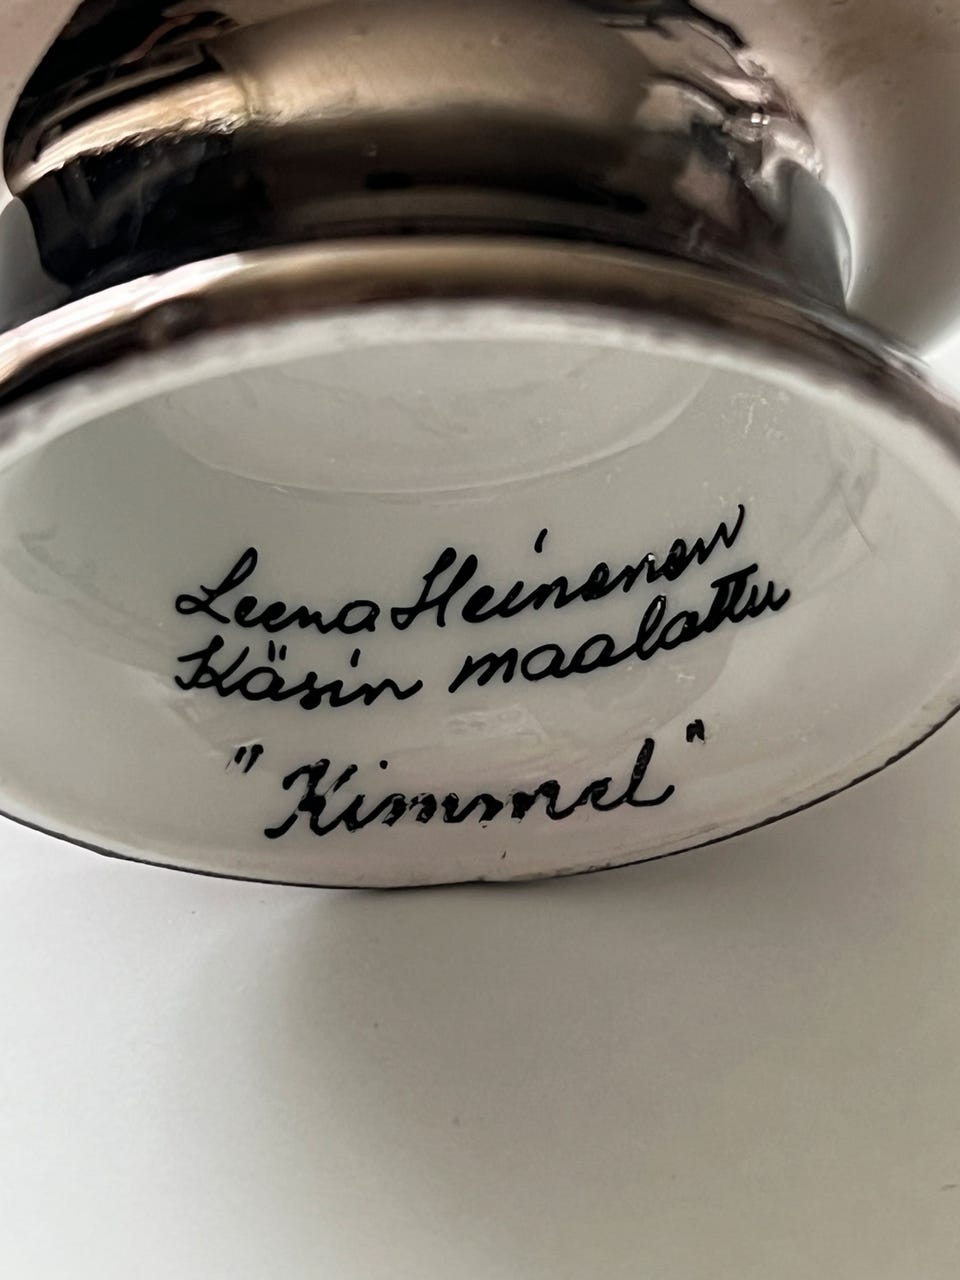 Leena Heinonen
Käsin maalattu
"Kimmel"